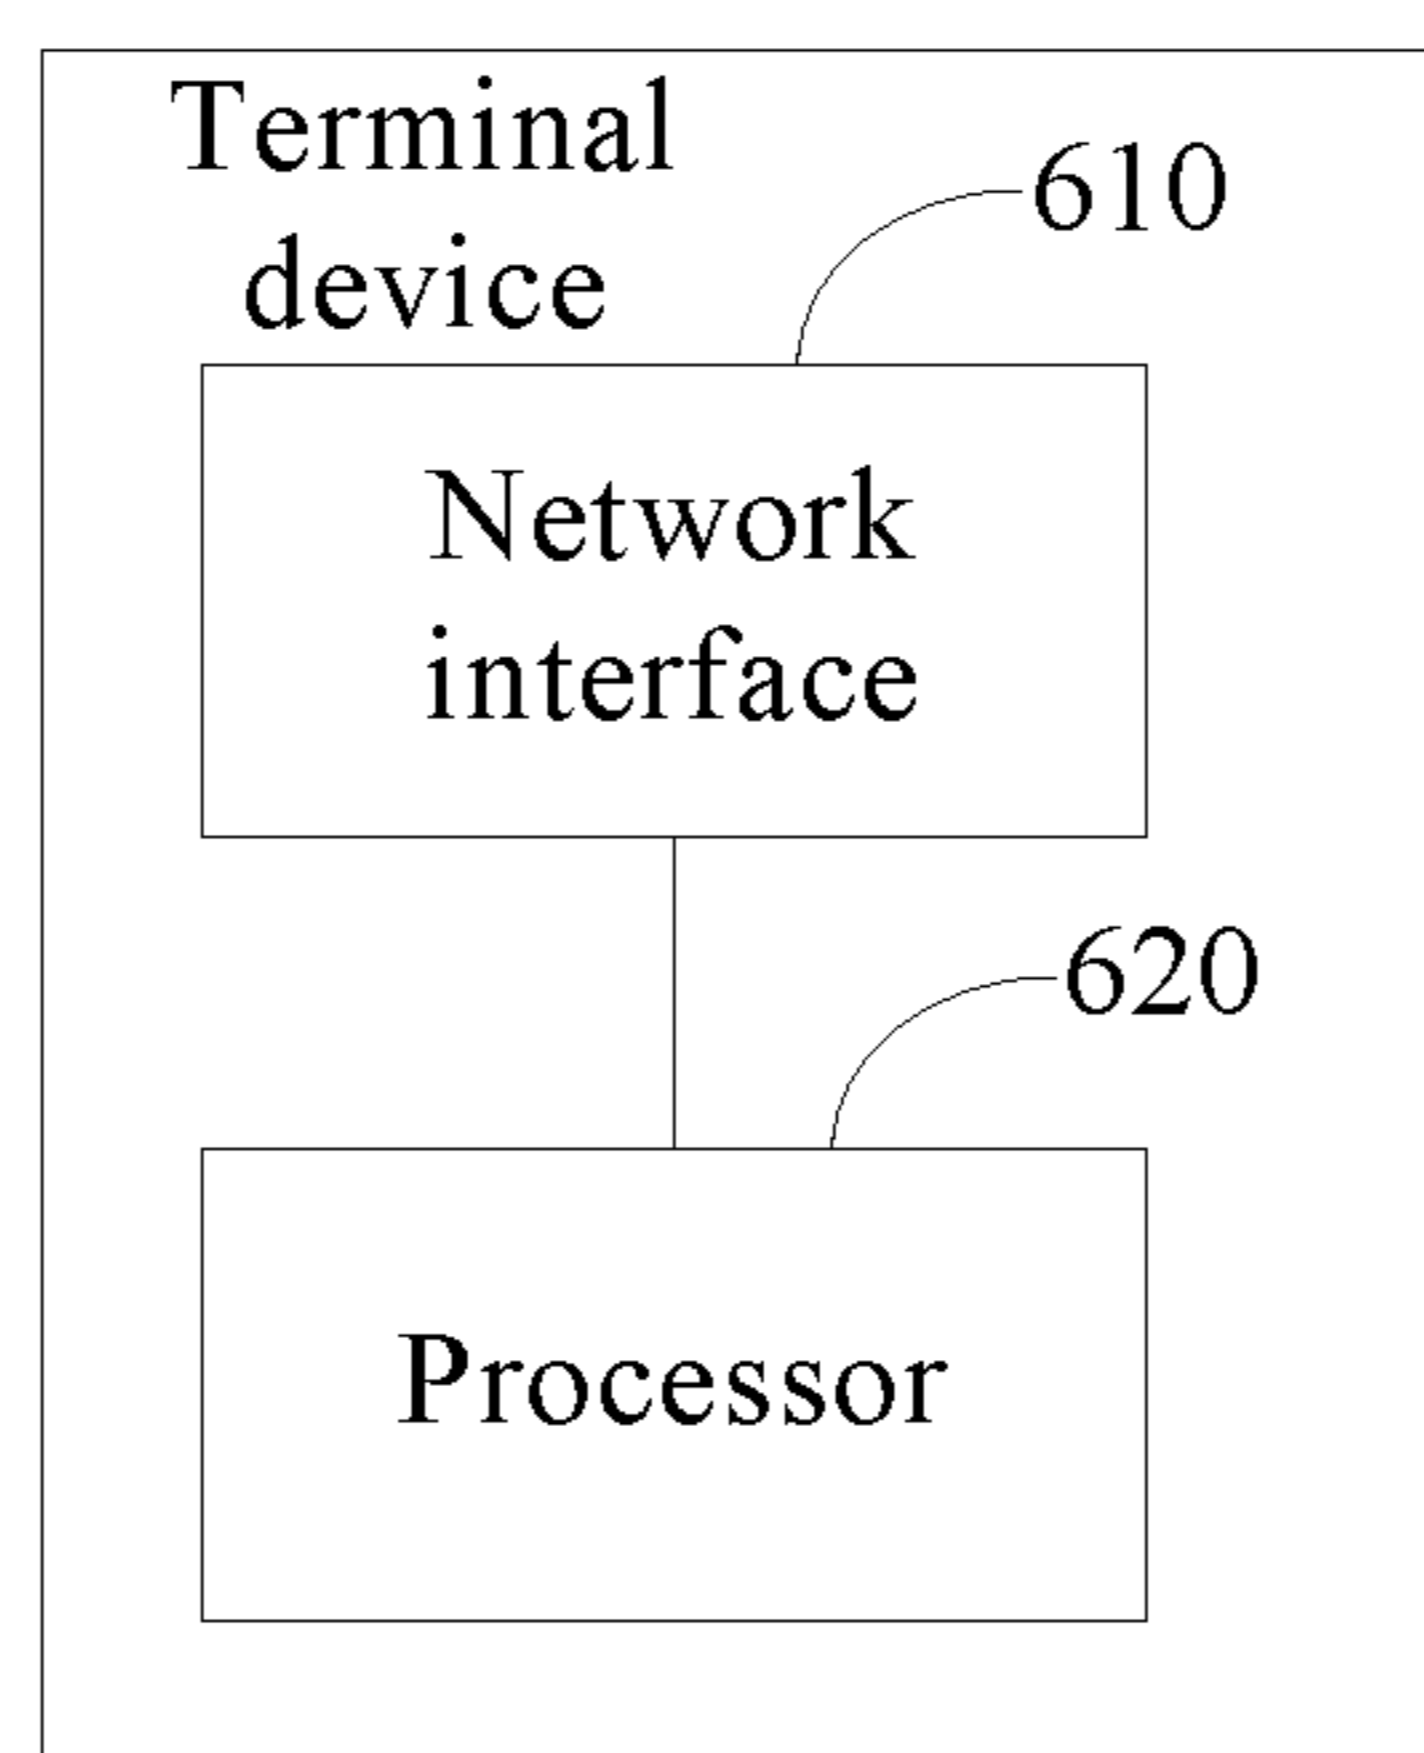 Terminal
device
610
Network
interface
620
Processor